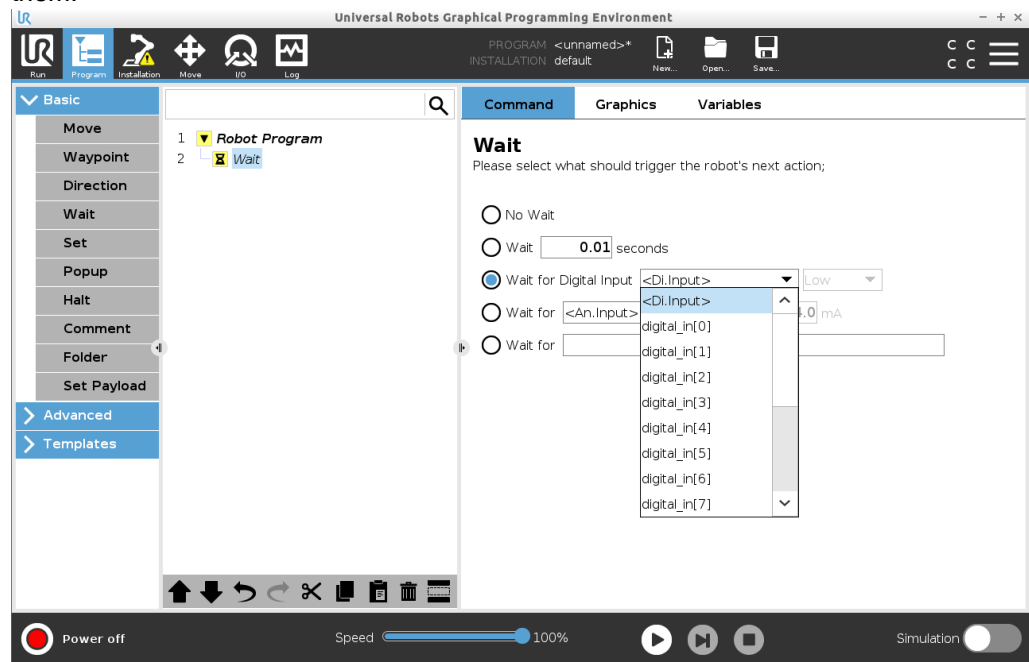 Universal Robots Graphical Programming Environment
UR
PROGRAM <unnamed>*
INSTALLATION default
Run Program Installation Move I/O Log New... Open... Save...
C C
C C
Basic
Move
Waypoint
Direction
Wait
Set
Popup
Halt
Comment
Folder
Set Payload
Advanced
Templates
1 Robot Program
2 Wait
Command Graphics Variables
Wait
Please select what should trigger the robot's next action;
No Wait
Wait 0.01 seconds
Wait for Digital Input <Di.Input> Low
Wait for <An.Input> mA
Wait for
<Di.Input>
digital_in[0]
digital_in[1]
digital_in[2]
digital_in[3]
digital_in[4]
digital_in[5]
digital_in[6]
digital_in[7]
Power off Speed 100% Simulation